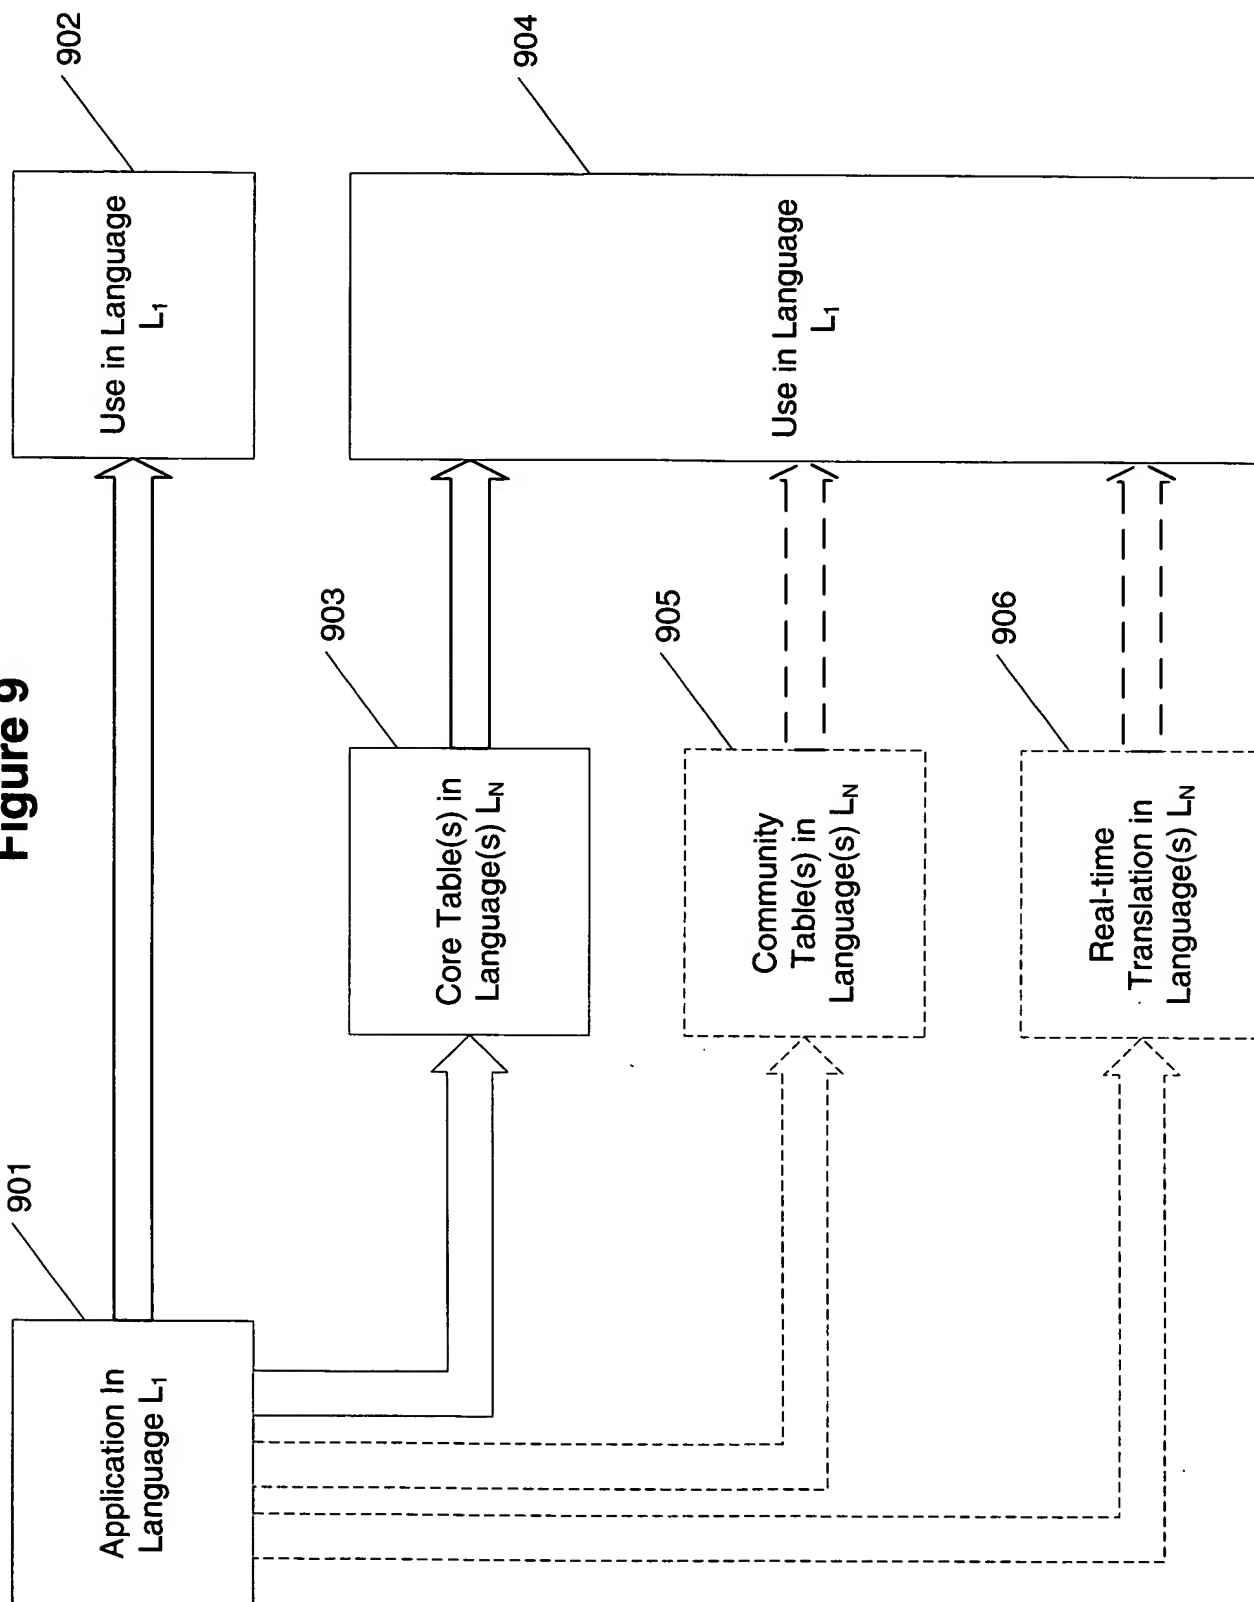 Figure 9
901
Application In
Language L₁
902
Use in Language
L₁
903
Core Table(s) in
Language(s) Lₙ
904
Use in Language
L₁
905
Community
Table(s) in
Language(s) Lₙ
906
Real-time
Translation in
Language(s) Lₙ